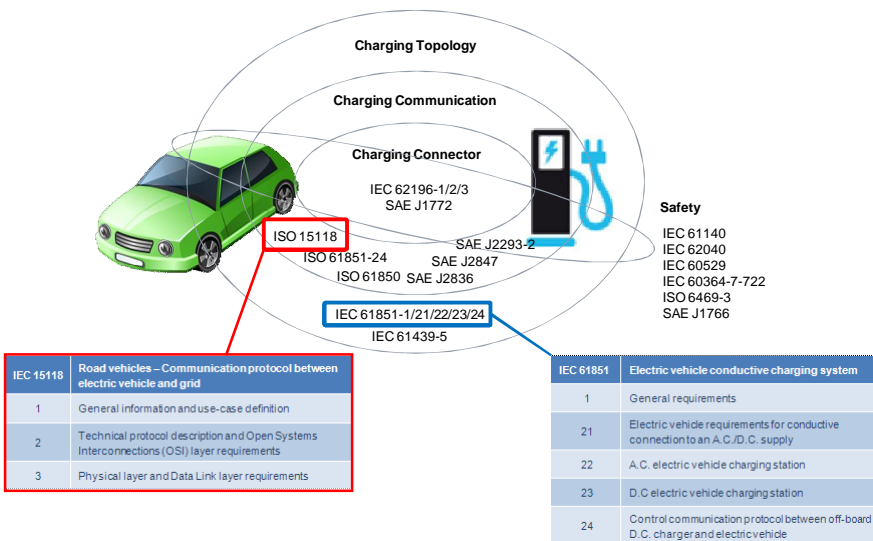 Charging Topology
Charging Communication
Charging Connector
IEC 62196-1/2/3
SAE J1772
ISO 15118
SAE J2293-2
ISO 61851-24
SAE J2847
ISO 61850
SAE J2836
IEC 61851-1/21/22/23/24
IEC 61439-5
Safety
IEC 61140
IEC 62040
IEC 60529
IEC 60364-7-722
ISO 6469-3
SAE J1766
IEC 15118
Road vehicles – Communication protocol between
electric vehicle and grid
1
General information and use-case definition
2
Technical protocol description and Open Systems
Interconnections (OSI) layer requirements
3
Physical layer and Data Link layer requirements
IEC 61851
Electric vehicle conductive charging system
1
General requirements
21
Electric vehicle requirements for conductive
connection to an A.C./D.C. supply
22
A.C. electric vehicle charging station
23
D.C electric vehicle charging station
24
Control communication protocol between off-board
D.C. charger and electric vehicle